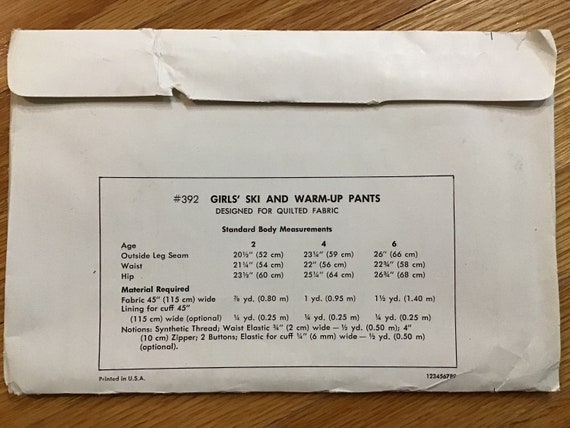 #392 GIRLS' SKI AND WARM-UP PANTS
DESIGNED FOR QUILTED FABRIC
Standard Body Measurements
Age 2 4 6
Outside Leg Seam 20½" (52 cm) 23¼" (59 cm) 26" (66 cm)
Waist 21¼" (54 cm) 22" (56 cm) 22¾" (58 cm)
Hip 23½" (60 cm) 25¼" (64 cm) 26¾" (68 cm)
Material Required
Fabric 45" (115 cm) wide ⅞ yd. (0.80 m) 1 yd. (0.95 m) 1½ yd. (1.40 m)
Lining for cuff 45"
(115 cm) wide (optional) ¼ yd. (0.25 m) ¼ yd. (0.25 m) ¼ yd. (0.25 m)
Notions: Synthetic Thread; Waist Elastic ¾" (2 cm) wide — ½ yd. (0.50 m); 4"
(10 cm) Zipper; 2 Buttons; Elastic for cuff ¼" (6 mm) wide — ½ yd. (0.50 m)
(optional).
Printed in U.S.A. 123456789